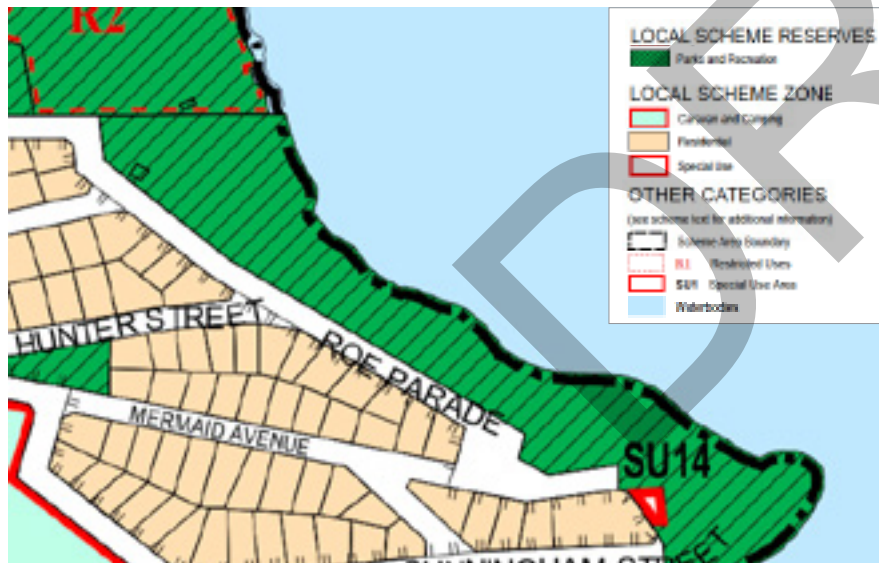 R2
LOCAL SCHEME RESERVES
Parks and Recreation
LOCAL SCHEME ZONE
Caravan and Camping
Residential
Special Use
OTHER CATEGORIES
(see scheme text for additional information)
Scheme Area Boundary
R1 Restricted Uses
SU1 Special Use Area
Waterbodies
HUNTER STREET
ROE PARADE
MERMAID AVENUE
SU14
CUNNINGHAM STREET